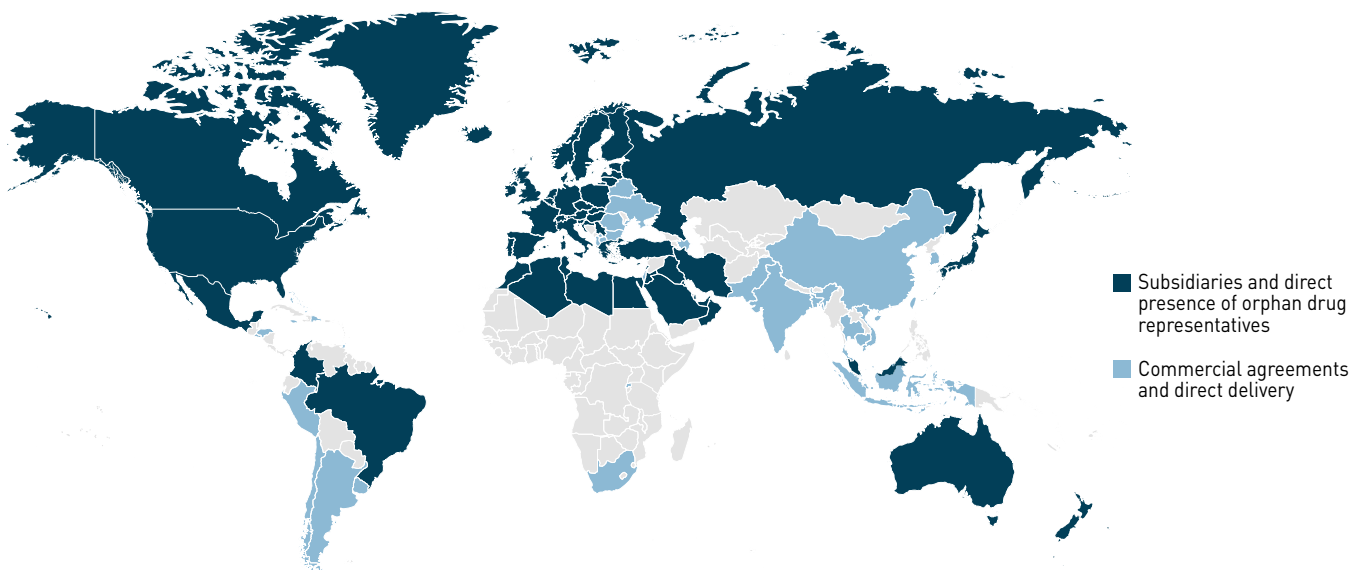 Subsidiaries and direct
presence of orphan drug
representatives
Commercial agreements
and direct delivery